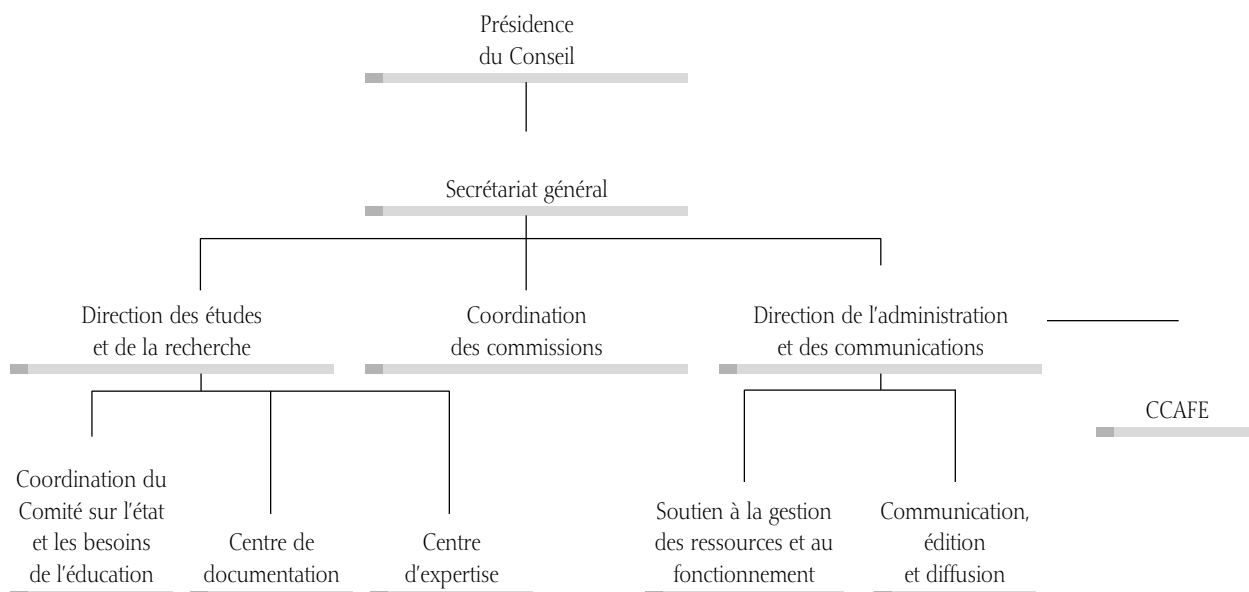 Présidence
du Conseil
Secrétariat général
Direction des études
et de la recherche
Coordination
des commissions
Direction de l'administration
et des communications
CCAFE
Coordination du
Comité sur l'état
et les besoins
de l'éducation
Centre de
documentation
Centre
d'expertise
Soutien à la gestion
des ressources et au
fonctionnement
Communication,
édition
et diffusion